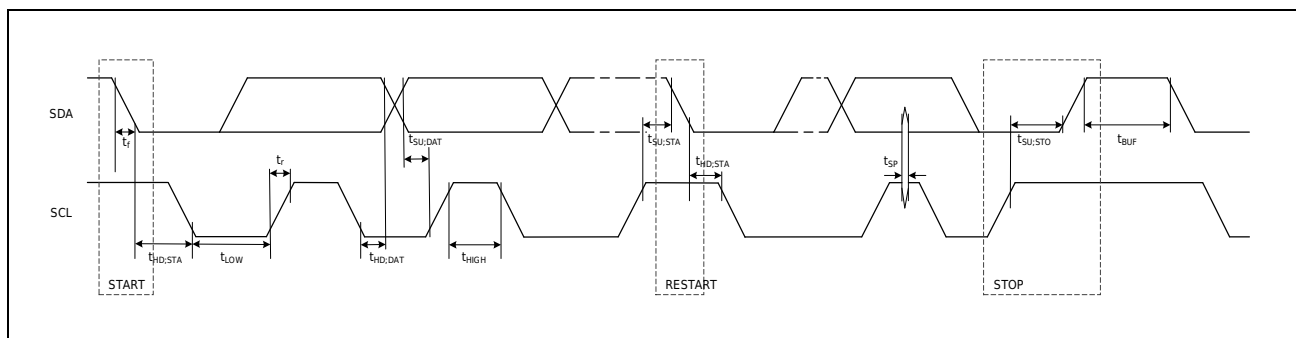 SDA
tf
tSU;DAT
tSU;STA
tHD;STA
tSP
tSU;STO
tBUF
tr
SCL
tHD;STA
tLOW
tHD;DAT
tHIGH
START
RESTART
STOP